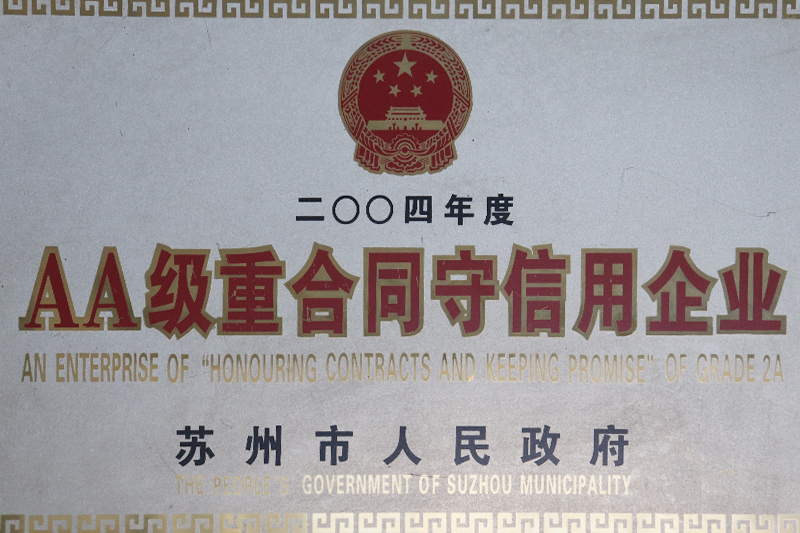 二〇〇四年度
AA级重合同守信用企业
AN ENTERPRISE OF "HONOURING CONTRACTS AND KEEPING PROMISE" OF GRADE 2A
苏州市人民政府
THE PEOPLE'S GOVERNMENT OF SUZHOU MUNICIPALITY